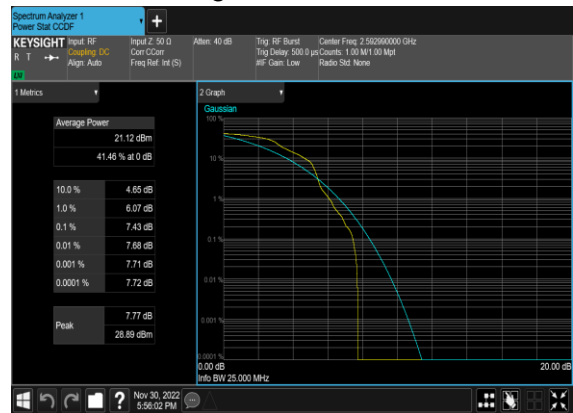 Spectrum Analyzer 1
Power Stat CCDF
+
KEYSIGHT
R T
LW
Input: RF
Coupling: DC
Align: Auto
Input Z: 50 Ω
Corr CCorr
Freq Ref: Int (S)
Atten: 40 dB
Trig: RF Burst
Trig Delay: 500.0 µs
#IF Gain: Low
Center Freq: 2.592990000 GHz
Counts: 1.00 M/1.00 Mpt
Radio Std: None
1 Metrics
Average Power
21.12 dBm
41.46 % at 0 dB
10.0 % 4.65 dB
1.0 % 6.07 dB
0.1 % 7.43 dB
0.01 % 7.68 dB
0.001 % 7.71 dB
0.0001 % 7.72 dB
Peak
7.77 dB
28.89 dBm
2 Graph
Gaussian
100 %
10 %
1 %
0.1 %
0.01 %
0.001 %
0.0001 %
0.00 dB
20.00 dB
Info BW 25.000 MHz
?
Nov 30, 2022
5:56:02 PM